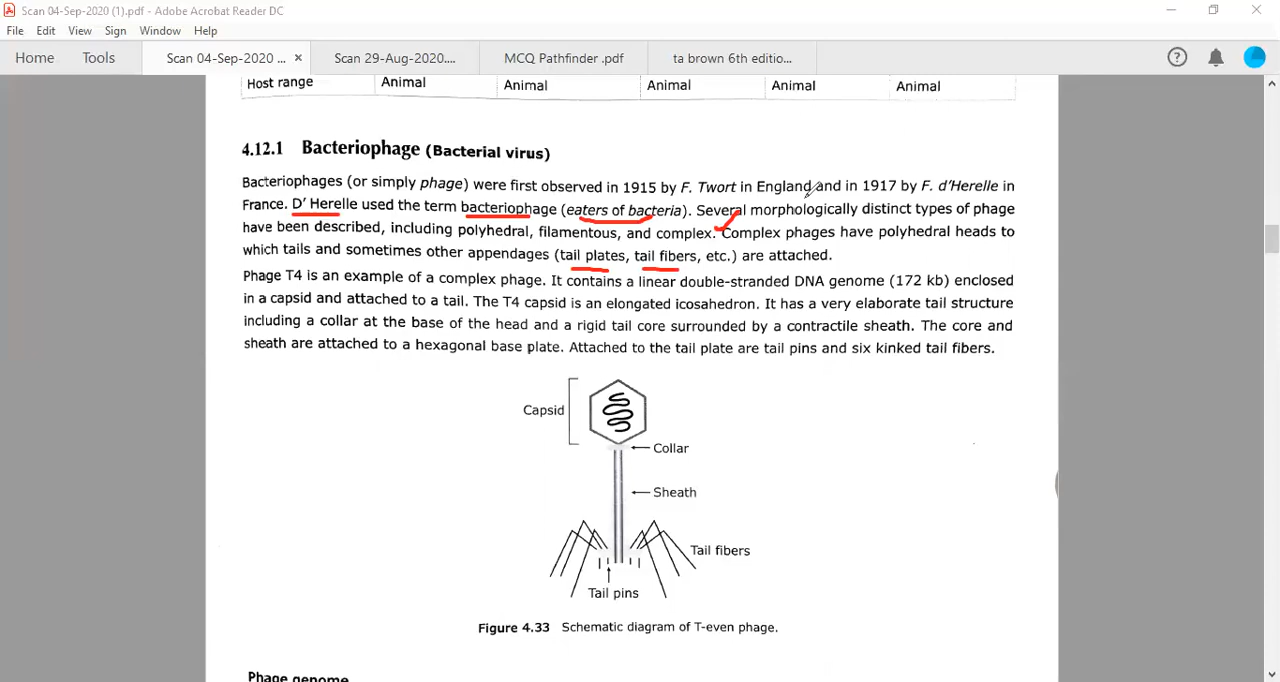 Scan 04-Sep-2020 (1).pdf - Adobe Acrobat Reader DC
File Edit View Sign Window Help
Home Tools Scan 04-Sep-2020 ... × Scan 29-Aug-2020.... MCQ Pathfinder .pdf ta brown 6th editio...
Host range Animal Animal Animal Animal Animal
4.12.1 Bacteriophage (Bacterial virus)
Bacteriophages (or simply phage) were first observed in 1915 by F. Twort in England and in 1917 by F. d'Herelle in
France. D' Herelle used the term bacteriophage (eaters of bacteria). Several morphologically distinct types of phage
have been described, including polyhedral, filamentous, and complex. Complex phages have polyhedral heads to
which tails and sometimes other appendages (tail plates, tail fibers, etc.) are attached.
Phage T4 is an example of a complex phage. It contains a linear double-stranded DNA genome (172 kb) enclosed
in a capsid and attached to a tail. The T4 capsid is an elongated icosahedron. It has a very elaborate tail structure
including a collar at the base of the head and a rigid tail core surrounded by a contractile sheath. The core and
sheath are attached to a hexagonal base plate. Attached to the tail plate are tail pins and six kinked tail fibers.
Capsid
Collar
Sheath
Tail fibers
Tail pins
Figure 4.33 Schematic diagram of T-even phage.
Phage genome